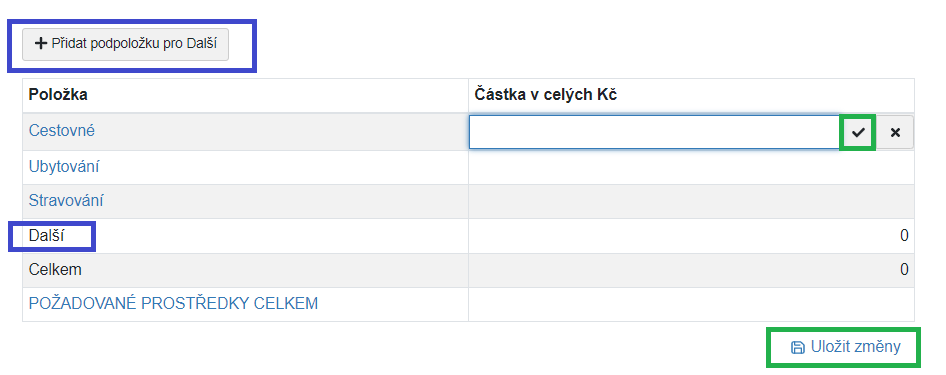 Přidat podpoložku pro Další
Položka Částka v celých Kč
Cestovné
Ubytování
Stravování
Další 0
Celkem 0
POŽADOVANÉ PROSTŘEDKY CELKEM
Uložit změny